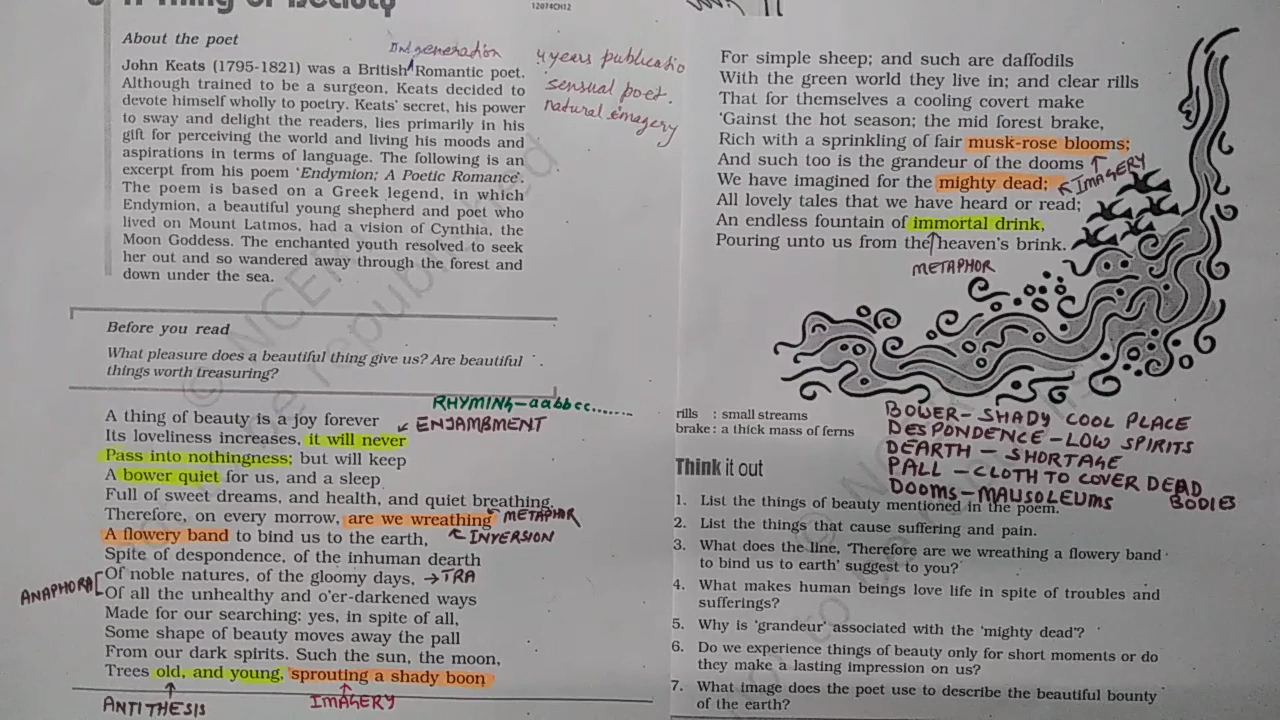 A Thing of Beauty
12074CH12
About the poet
IInd generation
John Keats (1795-1821) was a British Romantic poet.
Although trained to be a surgeon, Keats decided to
devote himself wholly to poetry. Keats' secret, his power
to sway and delight the readers, lies primarily in his
gift for perceiving the world and living his moods and
aspirations in terms of language. The following is an
excerpt from his poem 'Endymion; A Poetic Romance'.
The poem is based on a Greek legend, in which
Endymion, a beautiful young shepherd and poet who
lived on Mount Latmos, had a vision of Cynthia, the
Moon Goddess. The enchanted youth resolved to seek
her out and so wandered away through the forest and
down under the sea.
4 years publicatio
sensual poet.
natural imagery
Before you read
What pleasure does a beautiful thing give us? Are beautiful
things worth treasuring?
RHYMING-aabbcc.......
A thing of beauty is a joy forever
ENJAMBMENT
Its loveliness increases, it will never
Pass into nothingness; but will keep
A bower quiet for us, and a sleep
Full of sweet dreams, and health, and quiet breathing.
Therefore, on every morrow, are we wreathing METAPHOR
A flowery band to bind us to the earth, INVERSION
Spite of despondence, of the inhuman dearth
Of noble natures, of the gloomy days, → TRA
ANAPHORA
Of all the unhealthy and o'er-darkened ways
Made for our searching: yes, in spite of all,
Some shape of beauty moves away the pall
From our dark spirits. Such the sun, the moon,
Trees old, and young, sprouting a shady boon
ANTITHESIS
IMAGERY
For simple sheep; and such are daffodils
With the green world they live in; and clear rills
That for themselves a cooling covert make
'Gainst the hot season; the mid forest brake,
Rich with a sprinkling of fair musk-rose blooms;
And such too is the grandeur of the dooms
We have imagined for the mighty dead; IMAGERY
All lovely tales that we have heard or read;
An endless fountain of immortal drink,
Pouring unto us from the heaven's brink.
METAPHOR
rills : small streams
brake : a thick mass of ferns
BOWER- SHADY COOL PLACE
DESPONDENCE - LOW SPIRITS
DEARTH - SHORTAGE
PALL - CLOTH TO COVER DEAD
BODIES
DOOMS - MAUSOLEUMS
Think it out
1. List the things of beauty mentioned in the poem.
2. List the things that cause suffering and pain.
3. What does the line, 'Therefore are we wreathing a flowery band
to bind us to earth' suggest to you?
4. What makes human beings love life in spite of troubles and
sufferings?
5. Why is 'grandeur' associated with the 'mighty dead'?
6. Do we experience things of beauty only for short moments or do
they make a lasting impression on us?
7. What image does the poet use to describe the beautiful bounty
of the earth?